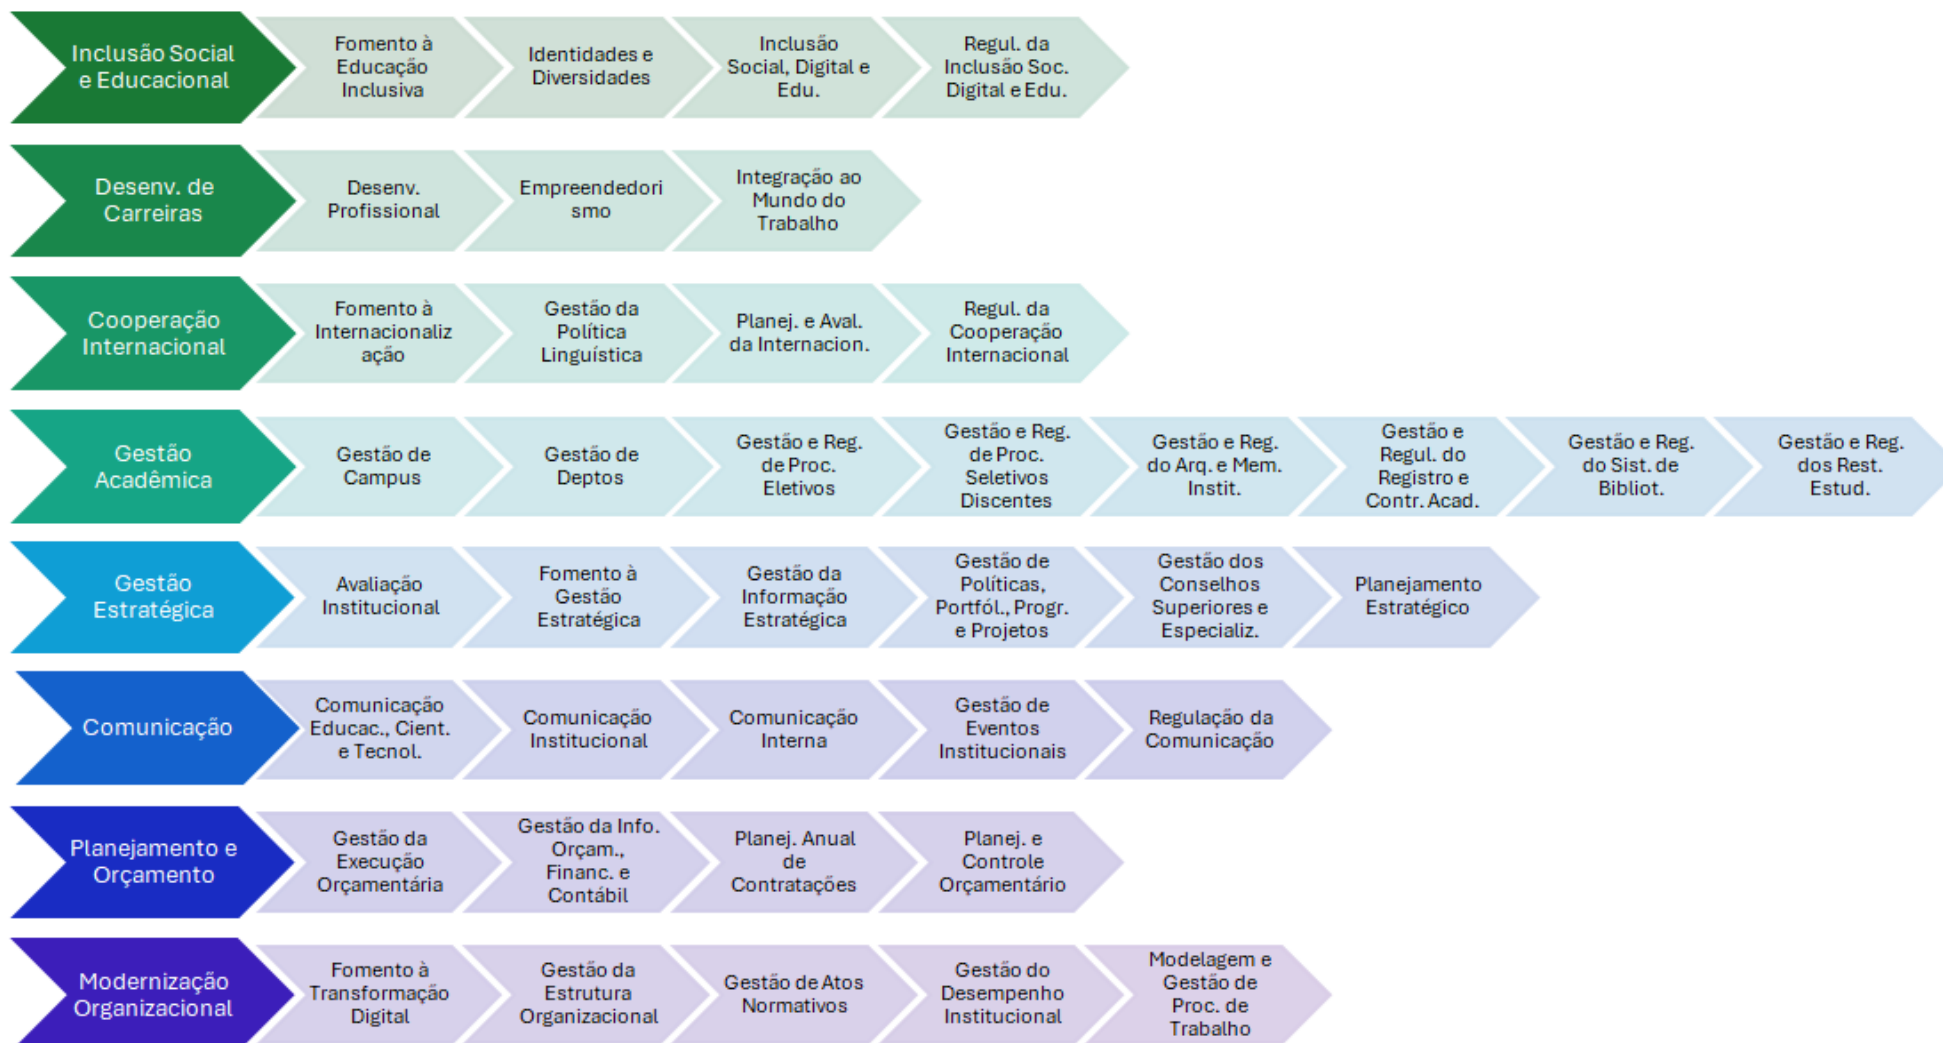 Inclusão Social
e Educacional
Fomento à
Educação
Inclusiva
Identidades e
Diversidades
Inclusão
Social, Digital e
Edu.
Regul. da
Inclusão Soc.
Digital e Edu.
Desenv. de
Carreiras
Desenv.
Profissional
Empreendedori
smo
Integração ao
Mundo do
Trabalho
Cooperação
Internacional
Fomento à
Internacionaliz
ação
Gestão da
Política
Linguística
Planej. e Aval.
da Internacion.
Regul. da
Cooperação
Internacional
Gestão
Acadêmica
Gestão de
Campus
Gestão de
Deptos
Gestão e Reg.
de Proc.
Eletivos
Gestão e Reg.
de Proc.
Seletivos
Discentes
Gestão e Reg.
do Arq. e Mem.
Instit.
Gestão e
Regul. do
Registro e
Contr. Acad.
Gestão e Reg.
do Sist. de
Bibliot.
Gestão e Reg.
dos Rest.
Estud.
Gestão
Estratégica
Avaliação
Institucional
Fomento à
Gestão
Estratégica
Gestão da
Informação
Estratégica
Gestão de
Políticas,
Portfól., Progr.
e Projetos
Gestão dos
Conselhos
Superiores e
Especializ.
Planejamento
Estratégico
Comunicação
Comunicação
Educac., Cient.
e Tecnol.
Comunicação
Institucional
Comunicação
Interna
Gestão de
Eventos
Institucionais
Regulação da
Comunicação
Planejamento e
Orçamento
Gestão da
Execução
Orçamentária
Gestão da Info.
Orçam.,
Financ. e
Contábil
Planej. Anual
de
Contratações
Planej. e
Controle
Orçamentário
Modernização
Organizacional
Fomento à
Transformação
Digital
Gestão da
Estrutura
Organizacional
Gestão de Atos
Normativos
Gestão do
Desempenho
Institucional
Modelagem e
Gestão de
Proc. de
Trabalho